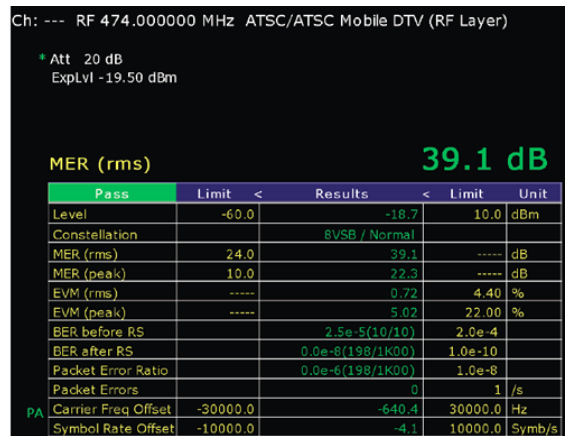 Ch: --- RF 474.000000 MHz ATSC/ATSC Mobile DTV (RF Layer)
* Att 20 dB
ExpLvl -19.50 dBm
MER (rms) 39.1 dB
Pass Limit < Results < Limit Unit
Level -60.0 -18.7 10.0 dBm
Constellation 8VSB / Normal
MER (rms) 24.0 39.1 ----- dB
MER (peak) 10.0 22.3 ----- dB
EVM (rms) ----- 0.72 4.40 %
EVM (peak) ----- 5.02 22.00 %
BER before RS 2.5e-5(10/10) 2.0e-4
BER after RS 0.0e-8(198/1K00) 1.0e-10
Packet Error Ratio 0.0e-6(198/1K00) 1.0e-8
Packet Errors 0 1 /s
PA Carrier Freq Offset -30000.0 -640.4 30000.0 Hz
Symbol Rate Offset -10000.0 -4.1 10000.0 Symb/s